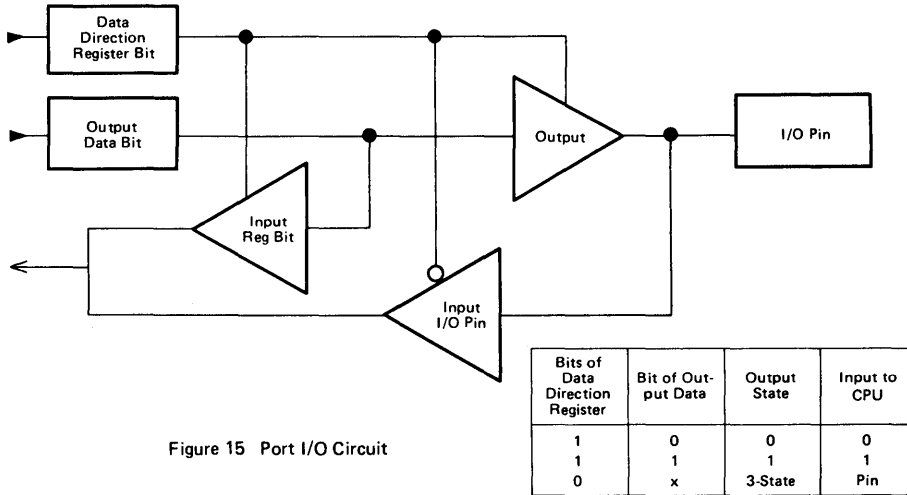 Data
Direction
Register Bit
Output
Data Bit
Output
I/O Pin
Input
Reg Bit
Input
I/O Pin
Figure 15 Port I/O Circuit
Bits of
Data
Direction
Register
Bit of Out-
put Data
Output
State
Input to
CPU
1 0 0 0
1 1 1 1
0 x 3-State Pin